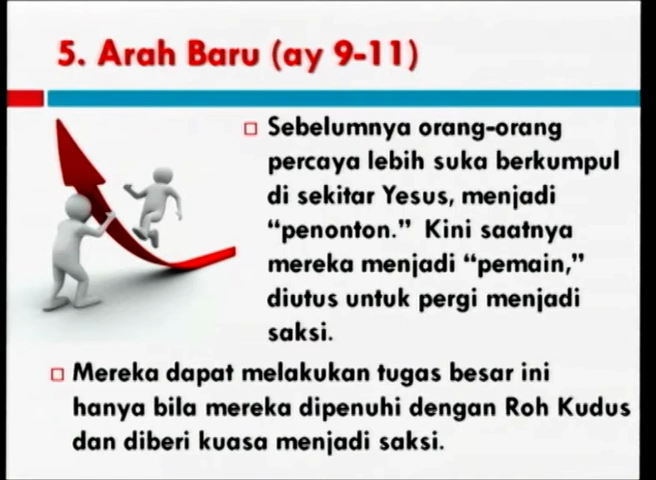 5. Arah Baru (ay 9-11)
Sebelumnya orang-orang
percaya lebih suka berkumpul
di sekitar Yesus, menjadi
“penonton.” Kini saatnya
mereka menjadi “pemain,”
diutus untuk pergi menjadi
saksi.
Mereka dapat melakukan tugas besar ini
hanya bila mereka dipenuhi dengan Roh Kudus
dan diberi kuasa menjadi saksi.